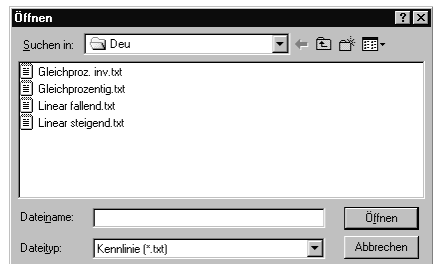 Öffnen
Suchen in: Deu
Gleichproz. inv.txt
Gleichprozentig.txt
Linear fallend.txt
Linear steigend.txt
Dateiname: Öffnen
Dateityp: Kennlinie (*.txt) Abbrechen